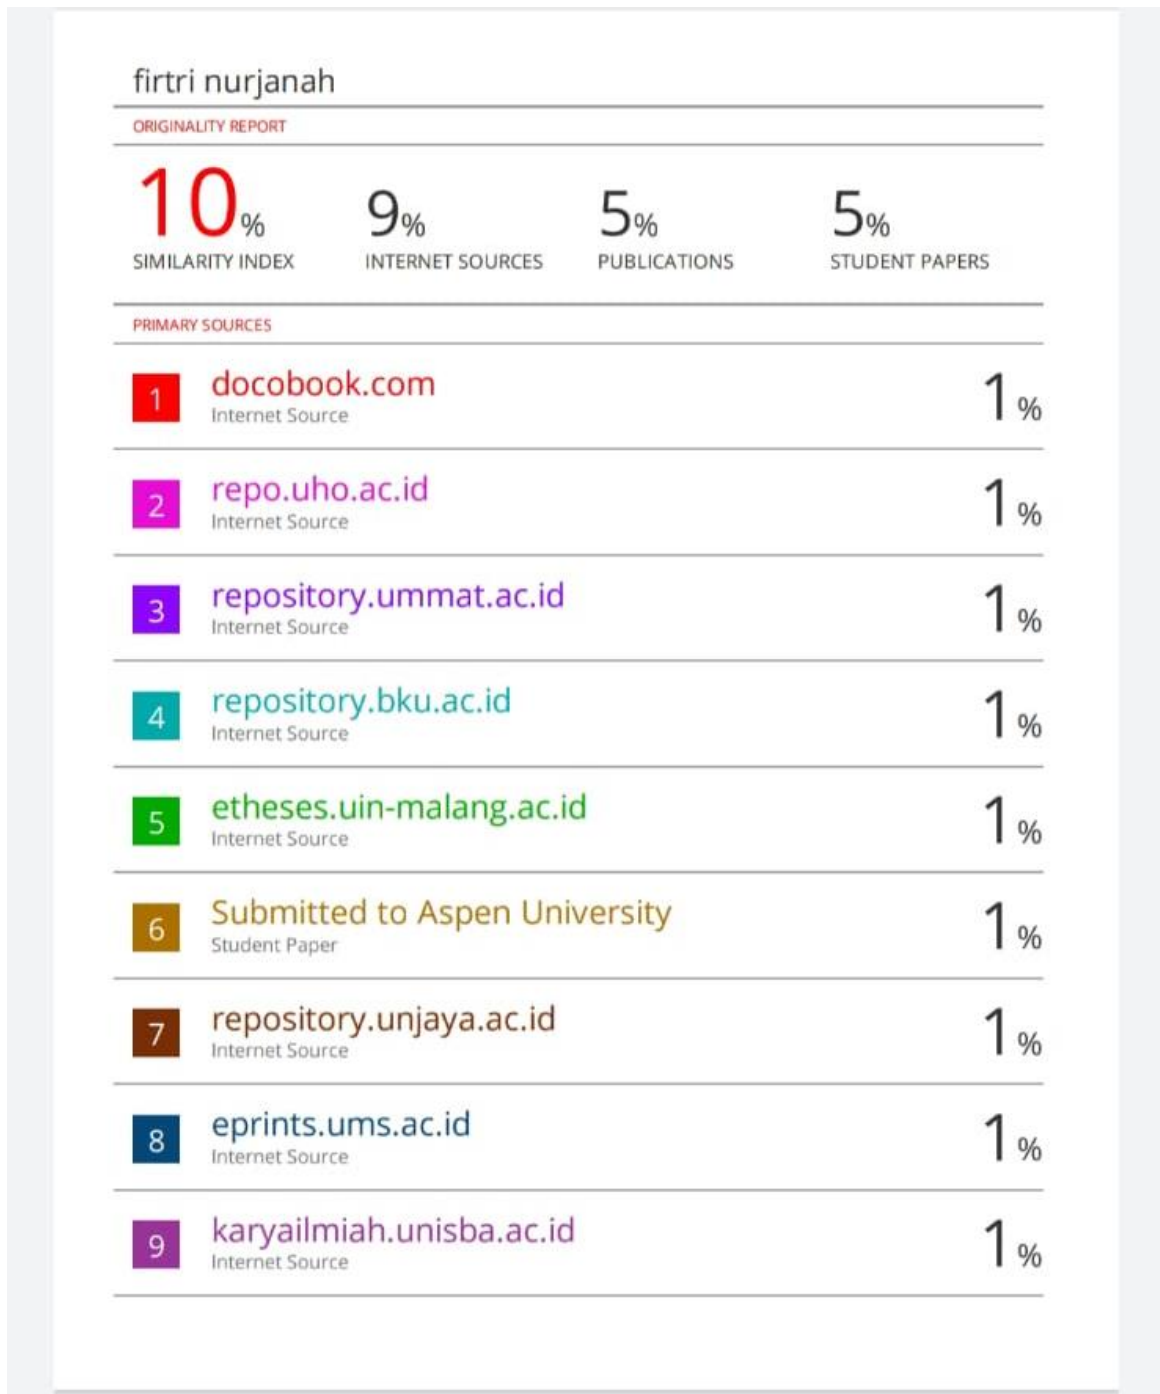 firtri nurjanah
ORIGINALITY REPORT
10% 9% 5% 5%
SIMILARITY INDEX INTERNET SOURCES PUBLICATIONS STUDENT PAPERS
PRIMARY SOURCES
1 docobook.com 1%
Internet Source
2 repo.uho.ac.id 1%
Internet Source
3 repository.ummat.ac.id 1%
Internet Source
4 repository.bku.ac.id 1%
Internet Source
5 etheses.uin-malang.ac.id 1%
Internet Source
6 Submitted to Aspen University 1%
Student Paper
7 repository.unjaya.ac.id 1%
Internet Source
8 eprints.ums.ac.id 1%
Internet Source
9 karyailmiah.unisba.ac.id 1%
Internet Source